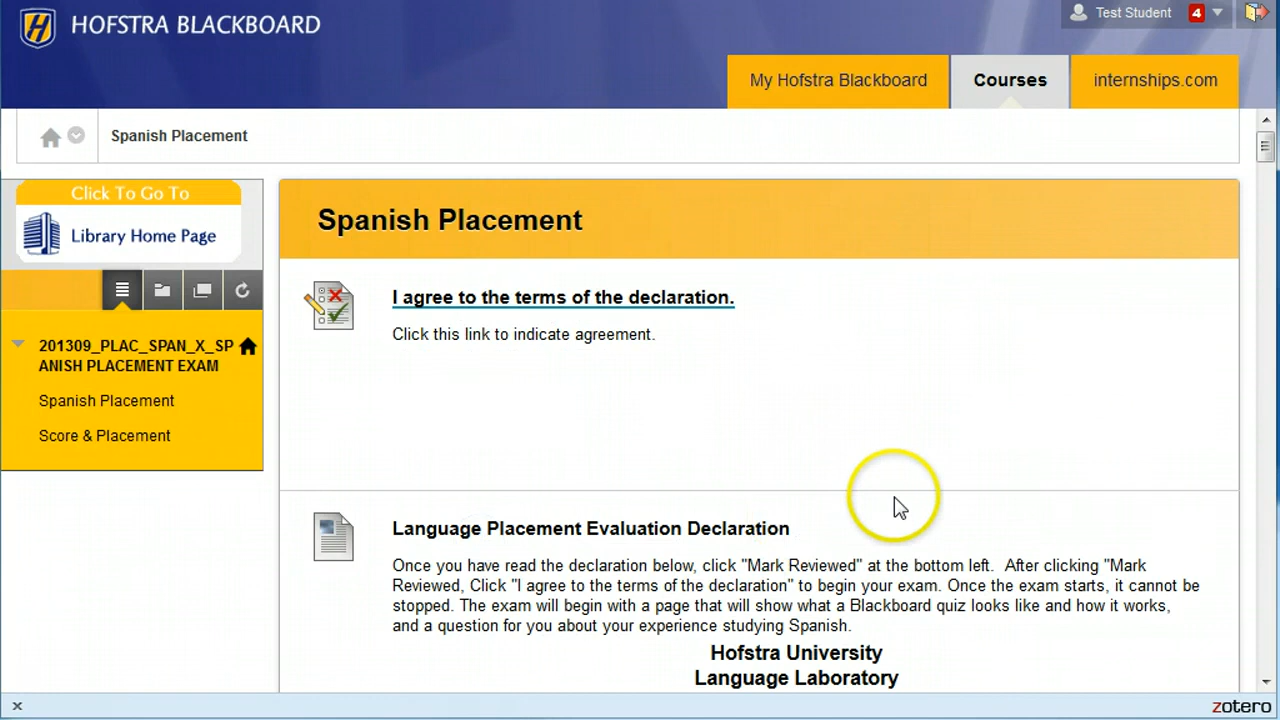 HOFSTRA BLACKBOARD
Test Student 4
My Hofstra Blackboard
Courses
internships.com
Spanish Placement
Click To Go To
Library Home Page
201309_PLAC_SPAN_X_SP
ANISH PLACEMENT EXAM
Spanish Placement
Score & Placement
Spanish Placement
I agree to the terms of the declaration.
Click this link to indicate agreement.
Language Placement Evaluation Declaration
Once you have read the declaration below, click "Mark Reviewed" at the bottom left.  After clicking "Mark
Reviewed, Click "I agree to the terms of the declaration" to begin your exam. Once the exam starts, it cannot be
stopped. The exam will begin with a page that will show what a Blackboard quiz looks like and how it works,
and a question for you about your experience studying Spanish.
Hofstra University
Language Laboratory
zotero